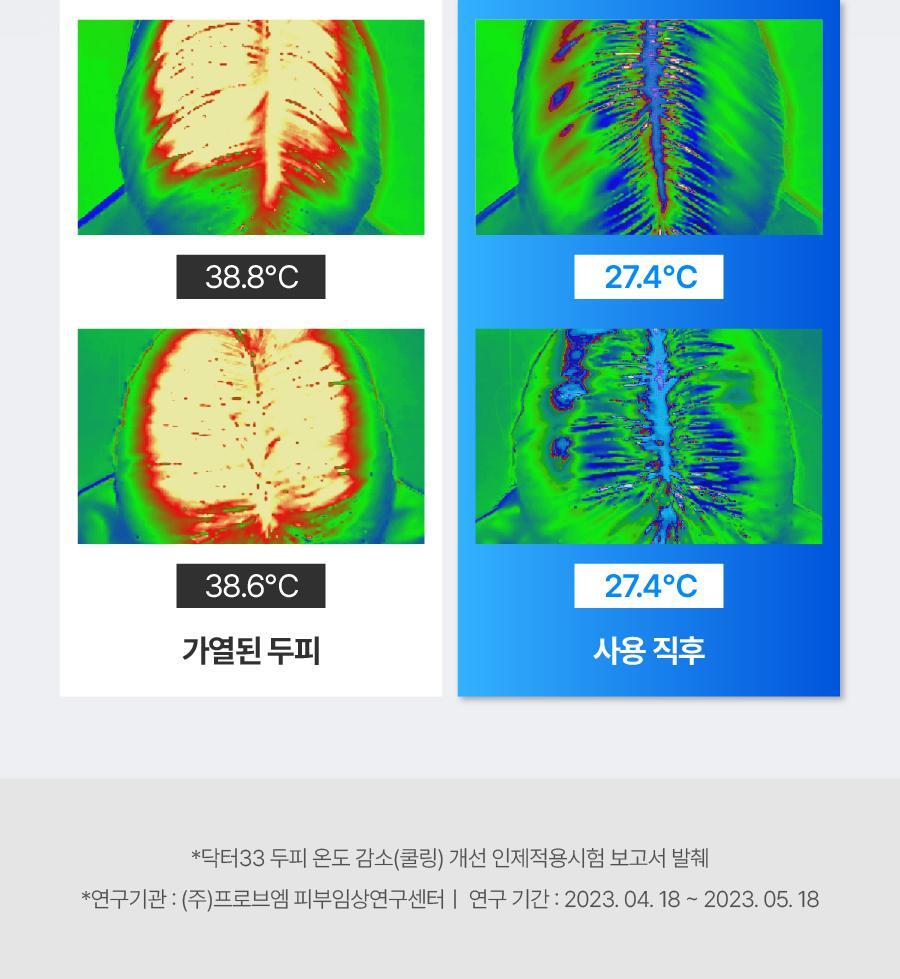 38.8°C
27.4°C
38.6°C
27.4°C
가열된 두피
사용 직후
*닥터33 두피 온도 감소(쿨링) 개선 인제적용시험 보고서 발췌
*연구기관 : (주)프로브엠 피부임상연구센터ㅣ 연구 기간 : 2023. 04. 18 ~ 2023. 05. 18